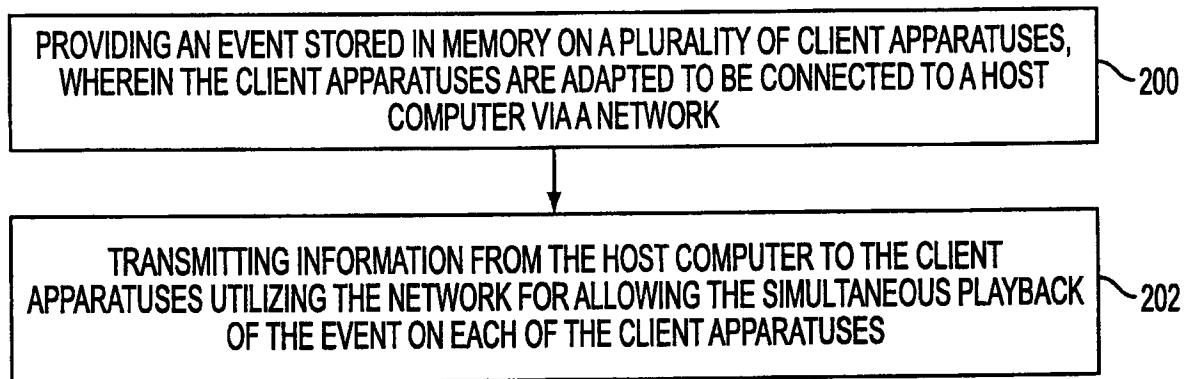 PROVIDING AN EVENT STORED IN MEMORY ON A PLURALITY OF CLIENT APPARATUSES,
WHEREIN THE CLIENT APPARATUSES ARE ADAPTED TO BE CONNECTED TO A HOST
COMPUTER VIA A NETWORK
200
TRANSMITTING INFORMATION FROM THE HOST COMPUTER TO THE CLIENT
APPARATUSES UTILIZING THE NETWORK FOR ALLOWING THE SIMULTANEOUS PLAYBACK
OF THE EVENT ON EACH OF THE CLIENT APPARATUSES
202